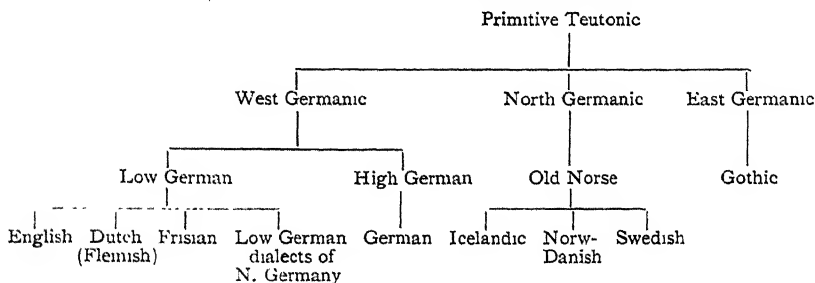 Primitive Teutonic
West Germanic North Germanic East Germanic
Low German High German Old Norse Gothic
English Dutch Frisian Low German German Icelandic Norw- Swedish
(Flemish) dialects of Danish
N. Germany